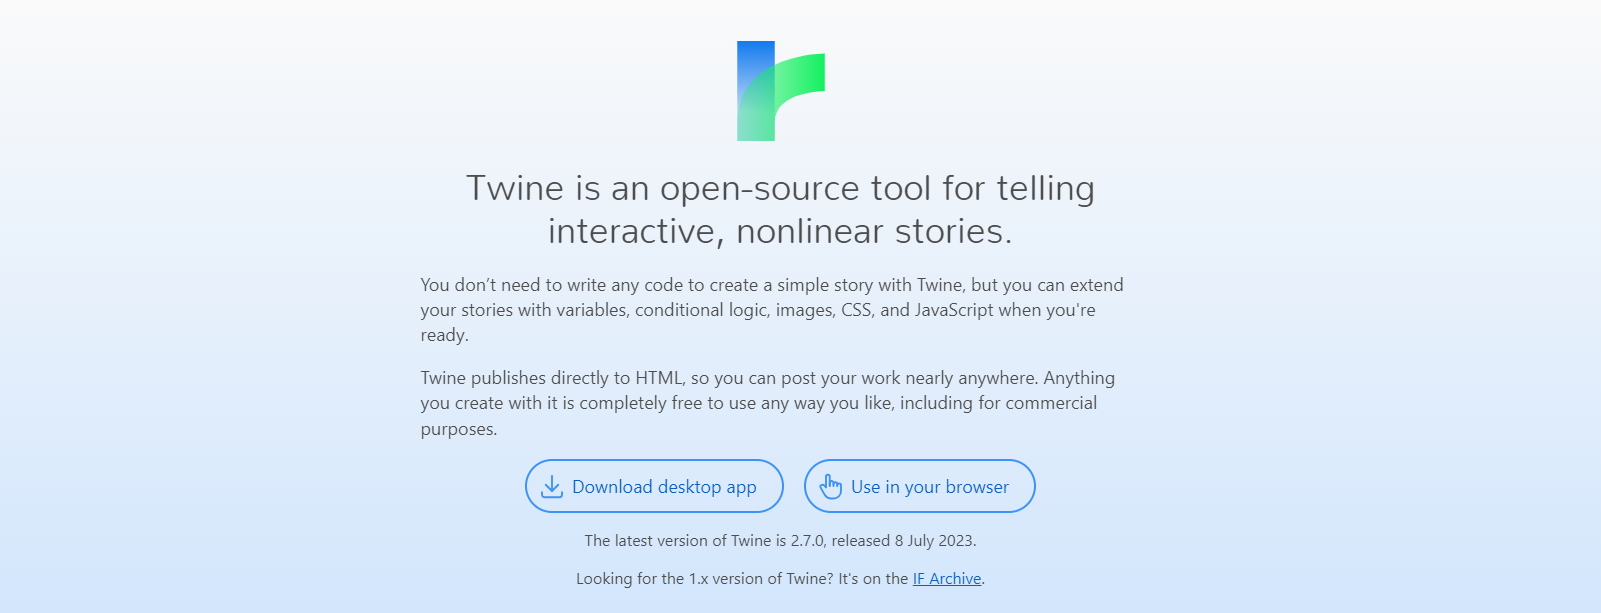 Twine is an open-source tool for telling
interactive, nonlinear stories.
You don’t need to write any code to create a simple story with Twine, but you can extend
your stories with variables, conditional logic, images, CSS, and JavaScript when you're
ready.
Twine publishes directly to HTML, so you can post your work nearly anywhere. Anything
you create with it is completely free to use any way you like, including for commercial
purposes.
Download desktop app
Use in your browser
The latest version of Twine is 2.7.0, released 8 July 2023.
Looking for the 1.x version of Twine? It's on the IF Archive.